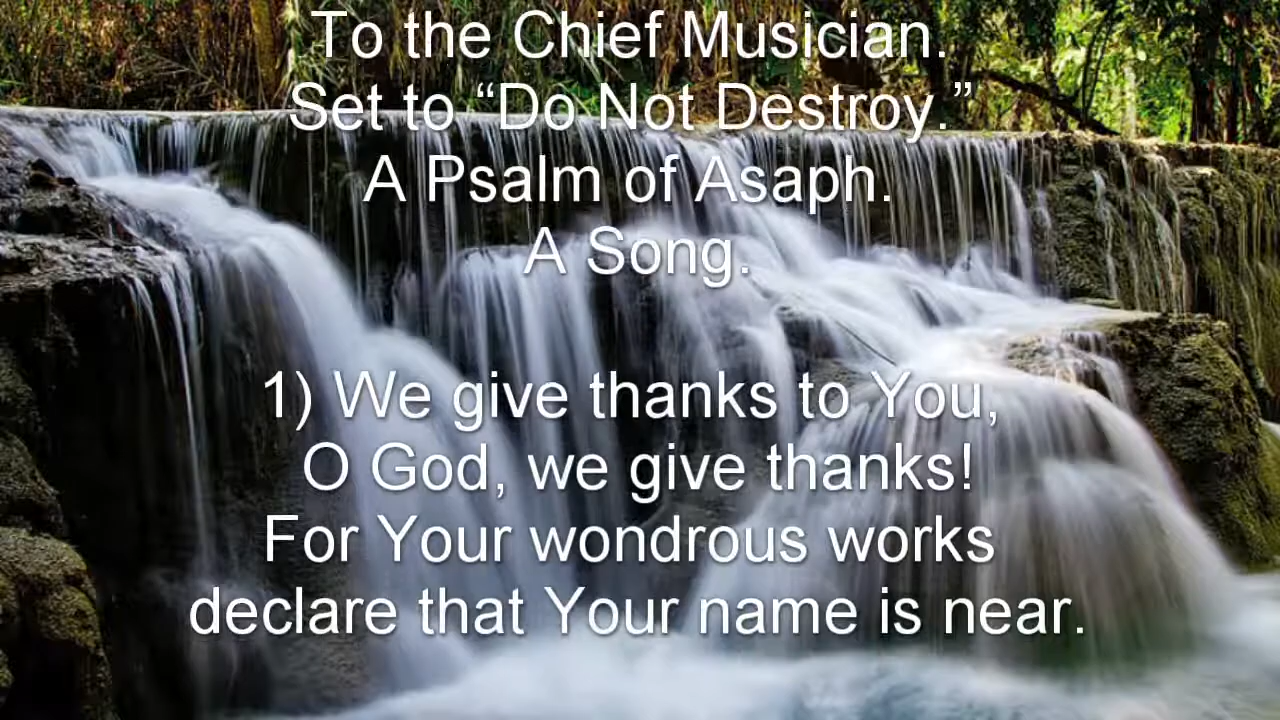 To the Chief Musician.
Set to “Do Not Destroy.”
A Psalm of Asaph.
A Song.
1) We give thanks to You,
O God, we give thanks!
For Your wondrous works
declare that Your name is near.